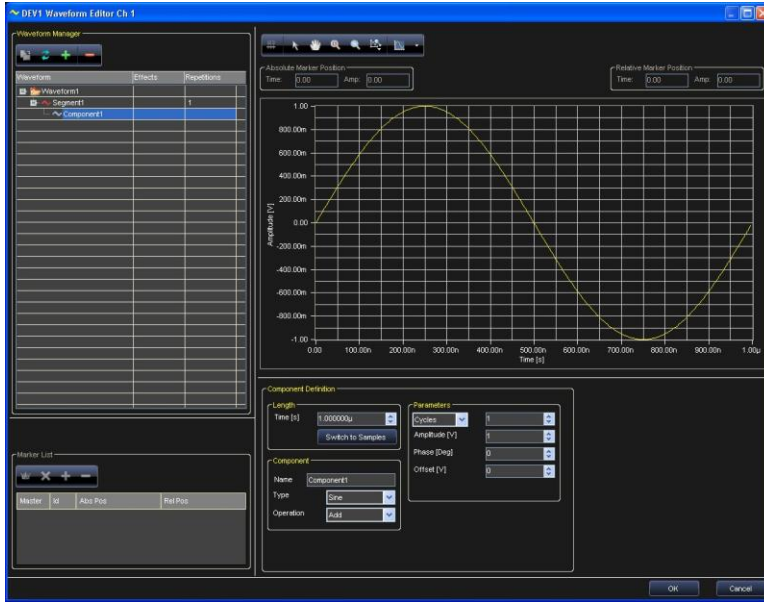 DEV1 Waveform Editor Ch 1
Waveform Manager
Waveform Effects Repetitions
Waveform1
Segment1 1
Component1
Absolute Marker Position
Time: 0.00 Amp: 0.00
Relative Marker Position
Time: 0.00 Amp: 0.00
1.00
800.00m
600.00m
400.00m
200.00m
0.00
-200.00m
-400.00m
-600.00m
-800.00m
-1.00
Amplitude [V]
0.00 100.00n 200.00n 300.00n 400.00n 500.00n 600.00n 700.00n 800.00n 900.00n 1.00µ
Time [s]
Marker List
Master Id Abs Pos Rel Pos
Component Definition
Length
Time [s] 1.000000µ
Switch to Samples
Component
Name Component1
Type Sine
Operation Add
Parameters
Cycles 1
Amplitude [V] 1
Phase [Deg] 0
Offset [V] 0
OK Cancel